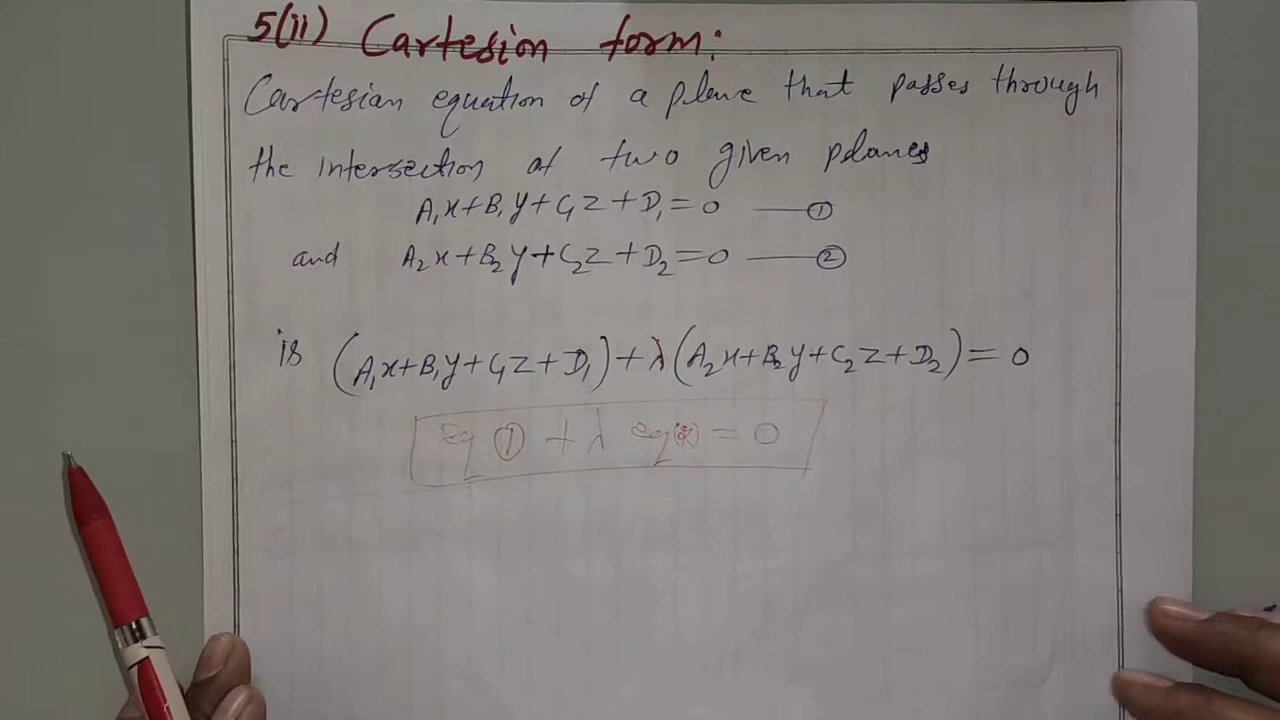 5(ii) Cartesion form:
Cartesian equation of a plane that passes through
the intersection of two given planes
A₁x+B₁y+C₁z+D₁=0 —①
and A₂x+B₂y+C₂z+D₂=0 —②
is (A₁x+B₁y+C₁z+D₁)+λ(A₂x+B₂y+C₂z+D₂)=0
eq ① + λ eq(2) = 0